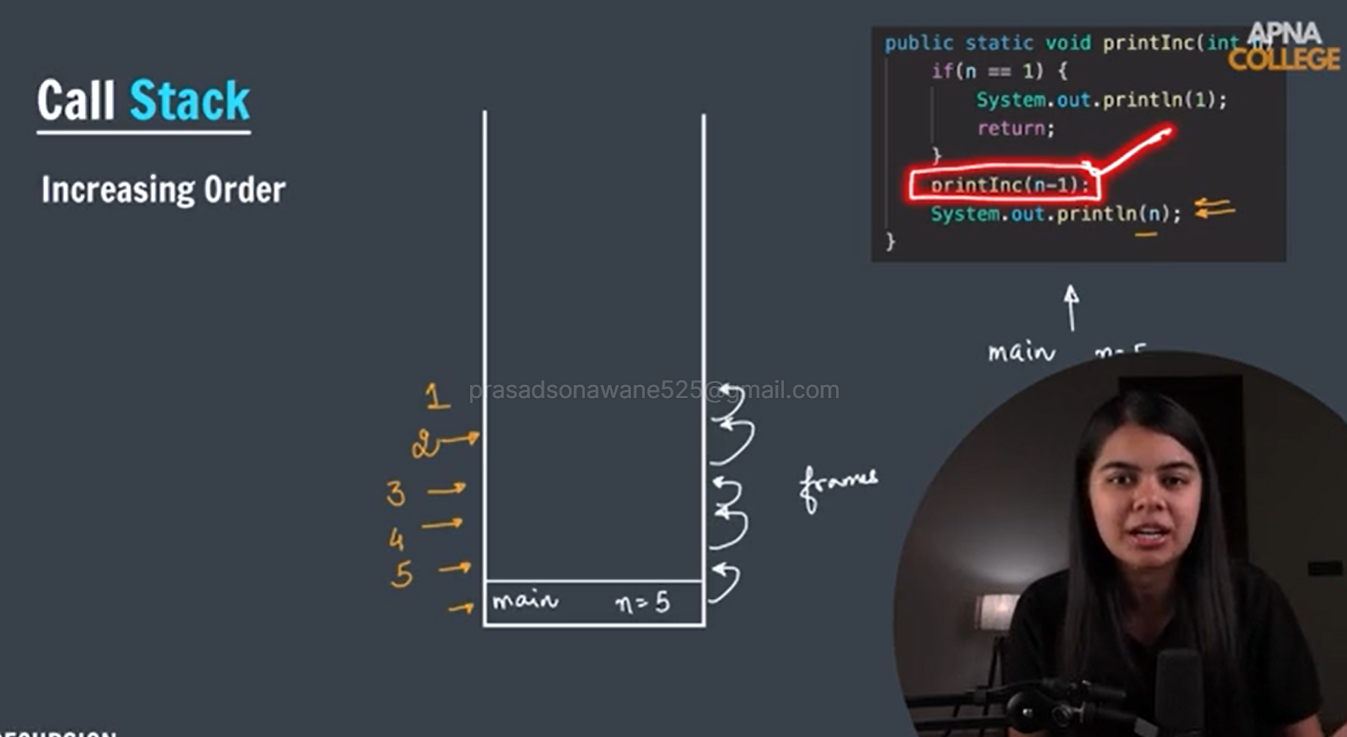 APNA
COLLEGE
Call Stack
Increasing Order
public static void printInc(int
if(n == 1) {
System.out.println(1);
return;
}
printInc(n-1);
System.out.println(n);
}
main n=5
prasadsonawane525@gmail.com
1
2
3
4
5
frames
main n=5